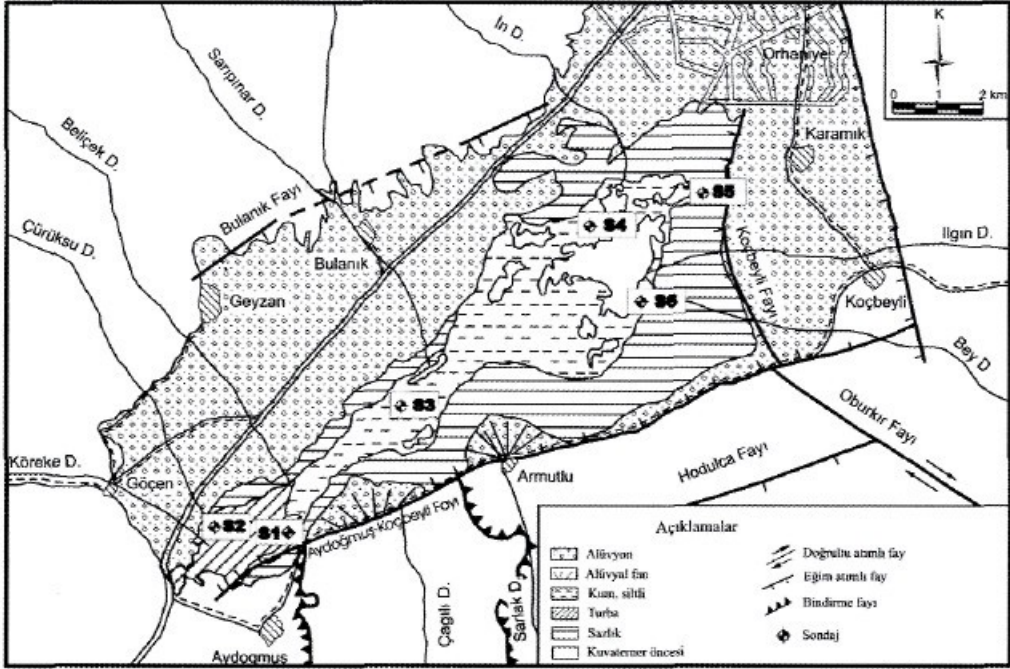 İn D.
K
Sarıpınar D.
Orhaniye
0 1 2 km
Beliçek D.
Karamık
Çürüksu D.
Bulanık Fayı
S5
S4
Bulanık
Ilgın D.
Koçbeyli Fayı
Geyzan
S6
Koçbeyli
Bey D
S3
Oburkır Fayı
Köreke D.
Göçen
Armutlu
Hodulca Fayı
S2
S1
Aydoğmuş-Koçbeyli Fayı
Çağıl D.
Sarlak D.
Aydogmuş
Açıklamalar
Alüvyon
Alüvyal fan
Kum, siltli
Turba
Sazlık
Kuvaterner öncesi
Doğrultu atımlı fay
Eğim atımlı fay
Bindirme fayı
Sondaj